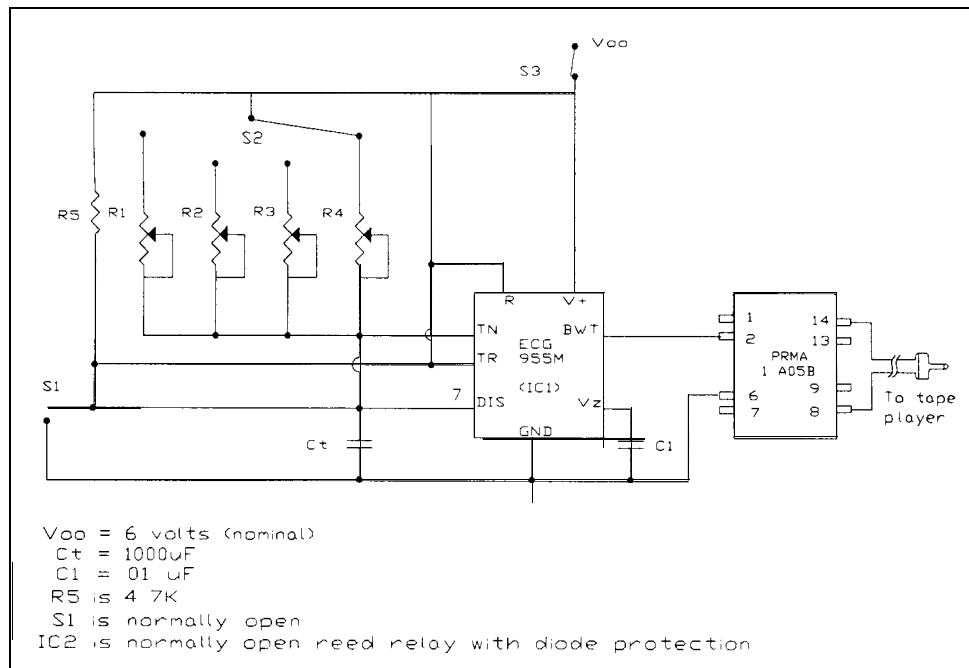 Voo
S3
S2
R5 R1 R2 R3 R4
R V+
TN BWT
ECG
955M
TR
(IC1)
S1
7 DIS Vz
GND
Ct C1
1 14
2 13
PRMA
1 A05B
9
6 8
7
To tape
player
Voo = 6 volts (nominal)
Ct = 1000uF
C1 = 01 uF
R5 is 4 7K
S1 is normally open
IC2 is normally open reed relay with diode protection